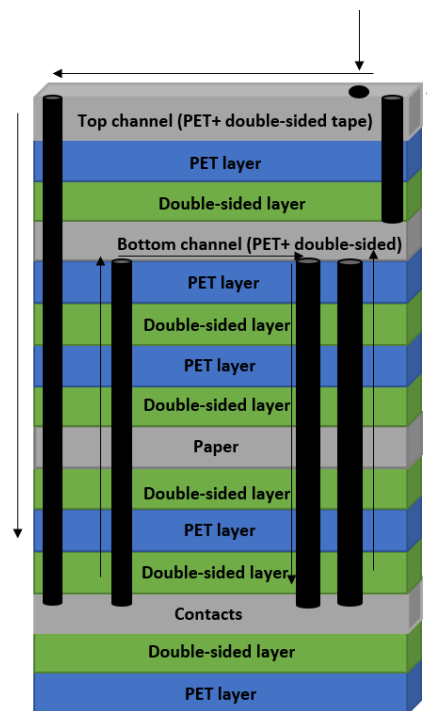 Top channel (PET+ double-sided tape)
PET layer
Double-sided layer
Bottom channel (PET+ double-sided)
PET layer
Double-sided layer
PET layer
Double-sided layer
Paper
Double-sided layer
PET layer
Double-sided layer
Contacts
Double-sided layer
PET layer